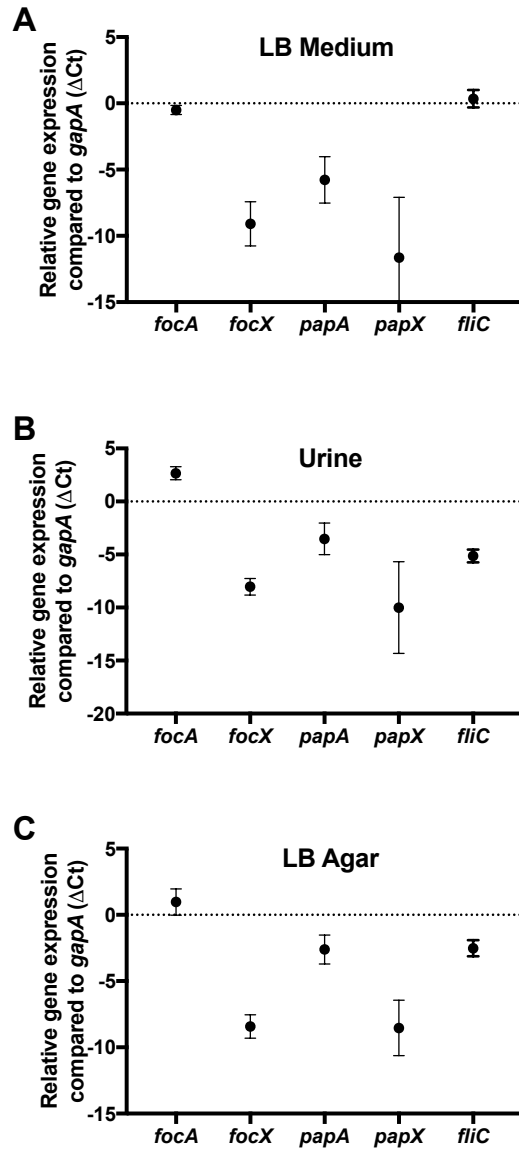 A
LB Medium
Relative gene expression
compared to gapA (ΔCt)
5
0
-5
-10
-15
focA focX papA papX fliC
B
Urine
Relative gene expression
compared to gapA (ΔCt)
5
0
-5
-10
-15
-20
focA focX papA papX fliC
C
LB Agar
Relative gene expression
compared to gapA (ΔCt)
5
0
-5
-10
-15
focA focX papA papX fliC